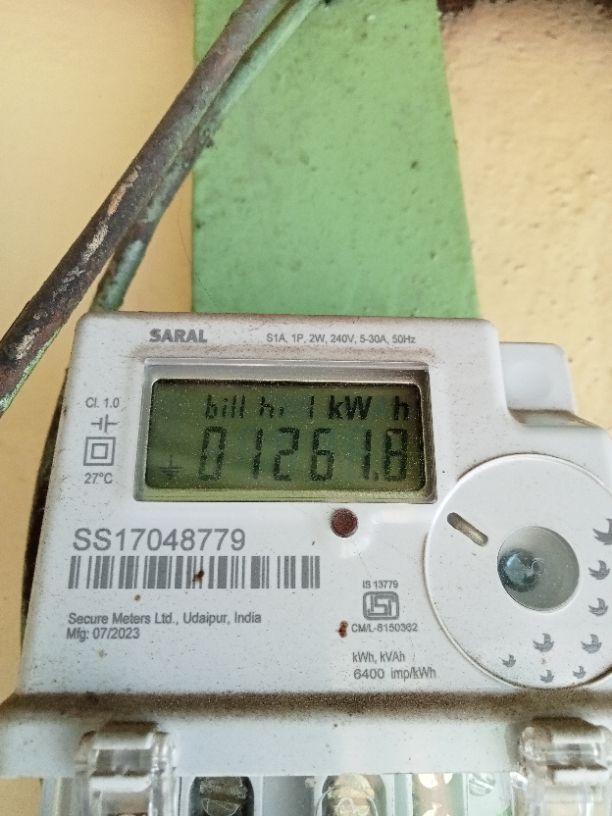 SARAL
S1A, 1P, 2W, 240V, 5-30A, 50Hz
Cl. 1.0
27°C
bill h, 1 kW h
01261.8
SS17048779
Secure Meters Ltd., Udaipur, India
Mfg: 07/2023
IS 13779
ISI
CM/L-8150362
kWh, kVAh
6400 imp/kWh